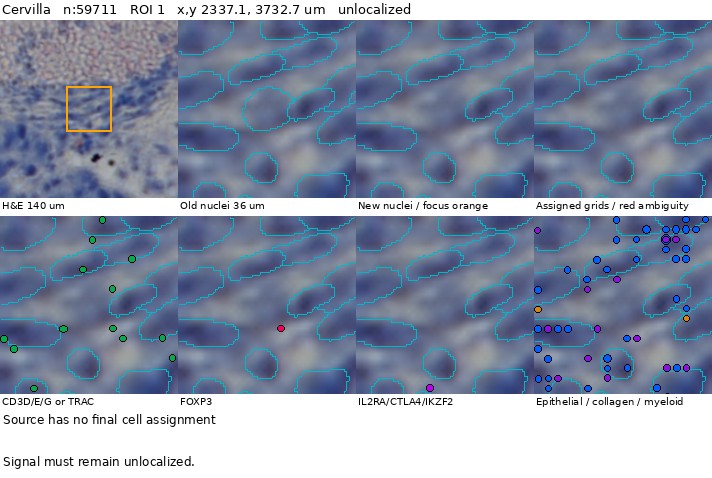 Cervilla n:59711 ROI 1 x,y 2337.1, 3732.7 um unlocalized
H&E 140 um
Old nuclei 36 um
New nuclei / focus orange
Assigned grids / red ambiguity
CD3D/E/G or TRAC
FOXP3
IL2RA/CTLA4/IKZF2
Epithelial / collagen / myeloid
Source has no final cell assignment
Signal must remain unlocalized.